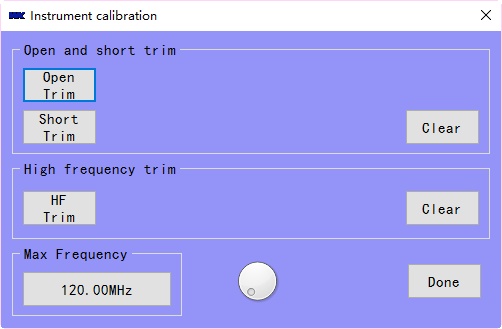 Instrument calibration
Open and short trim
Open
Trim
Short
Trim
Clear
High frequency trim
HF
Trim
Clear
Max Frequency
120.00MHz
Done